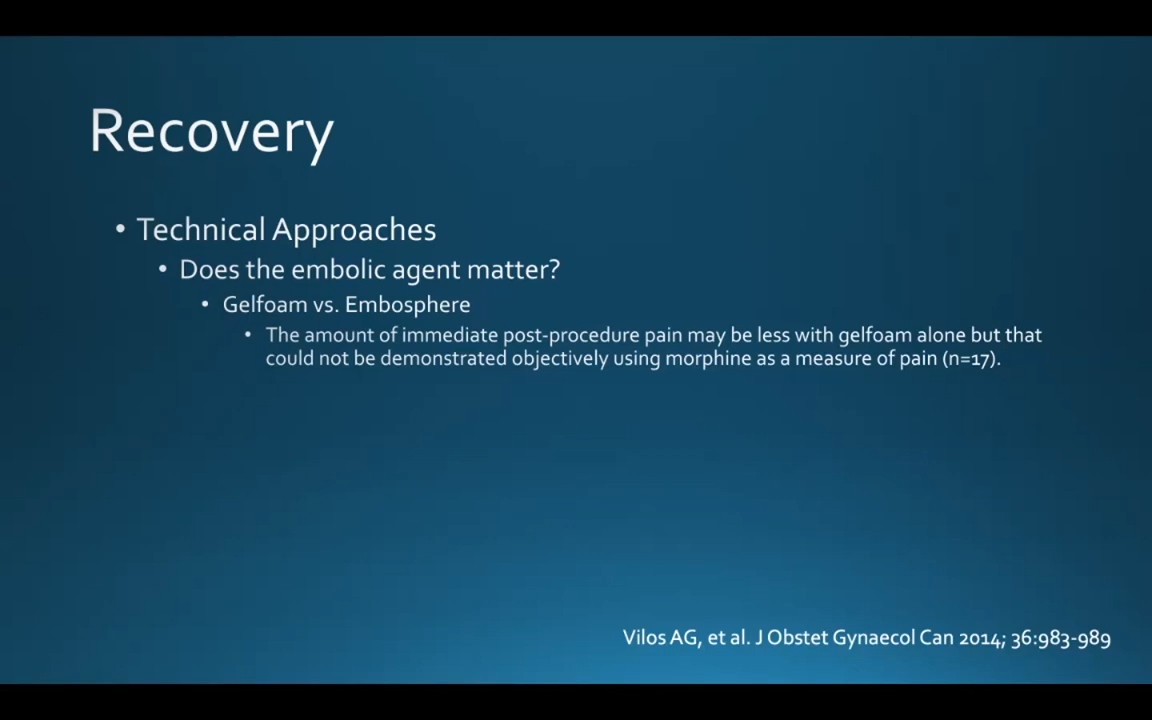 Recovery
• Technical Approaches
• Does the embolic agent matter?
• Gelfoam vs. Embosphere
• The amount of immediate post-procedure pain may be less with gelfoam alone but that
could not be demonstrated objectively using morphine as a measure of pain (n=17).
Vilos AG, et al. J Obstet Gynaecol Can 2014; 36:983-989